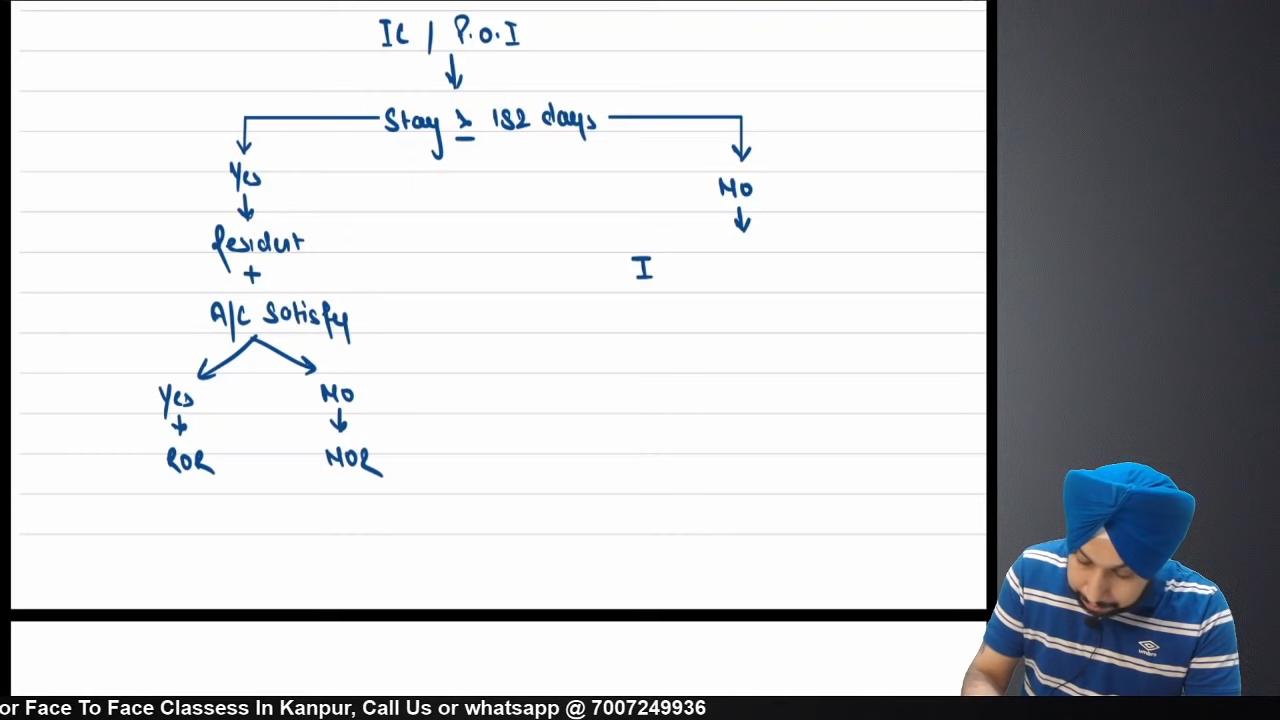 IC | P.O.I
Stay ≥ 182 days
Yes
NO
Resident
I
+
A/C Satisfy
Yes
NO
ROR
NOR
umbro
or Face To Face Classess In Kanpur, Call Us or whatsapp @ 7007249936